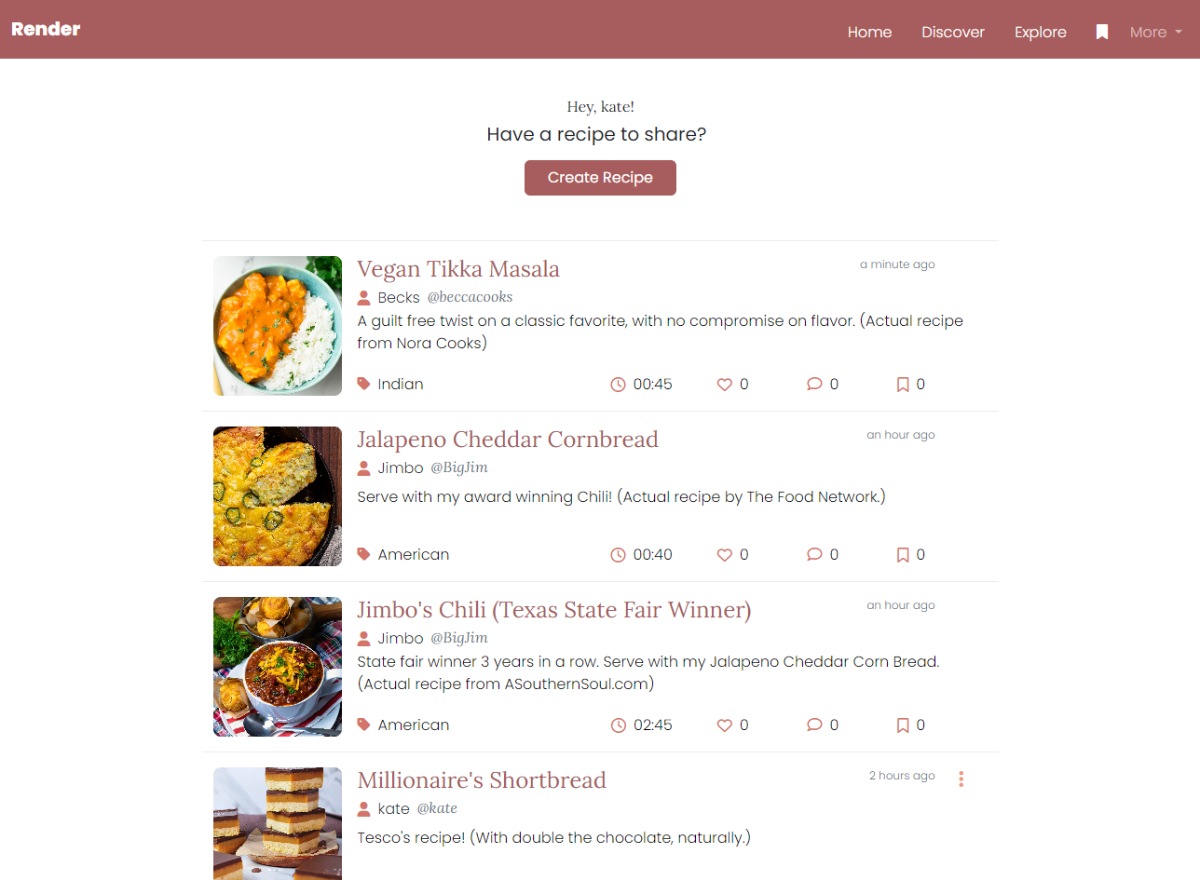 Render
Home Discover Explore More
Hey, kate!
Have a recipe to share?
Create Recipe
Vegan Tikka Masala
a minute ago
Becks @beccacooks
A guilt free twist on a classic favorite, with no compromise on flavor. (Actual recipe
from Nora Cooks)
Indian 00:45 0 0 0
Jalapeno Cheddar Cornbread
an hour ago
Jimbo @BigJim
Serve with my award winning Chili! (Actual recipe by The Food Network.)
American 00:40 0 0 0
Jimbo's Chili (Texas State Fair Winner)
an hour ago
Jimbo @BigJim
State fair winner 3 years in a row. Serve with my Jalapeno Cheddar Corn Bread.
(Actual recipe from ASouthernSoul.com)
American 02:45 0 0 0
Millionaire's Shortbread
2 hours ago
kate @kate
Tesco's recipe! (With double the chocolate, naturally.)